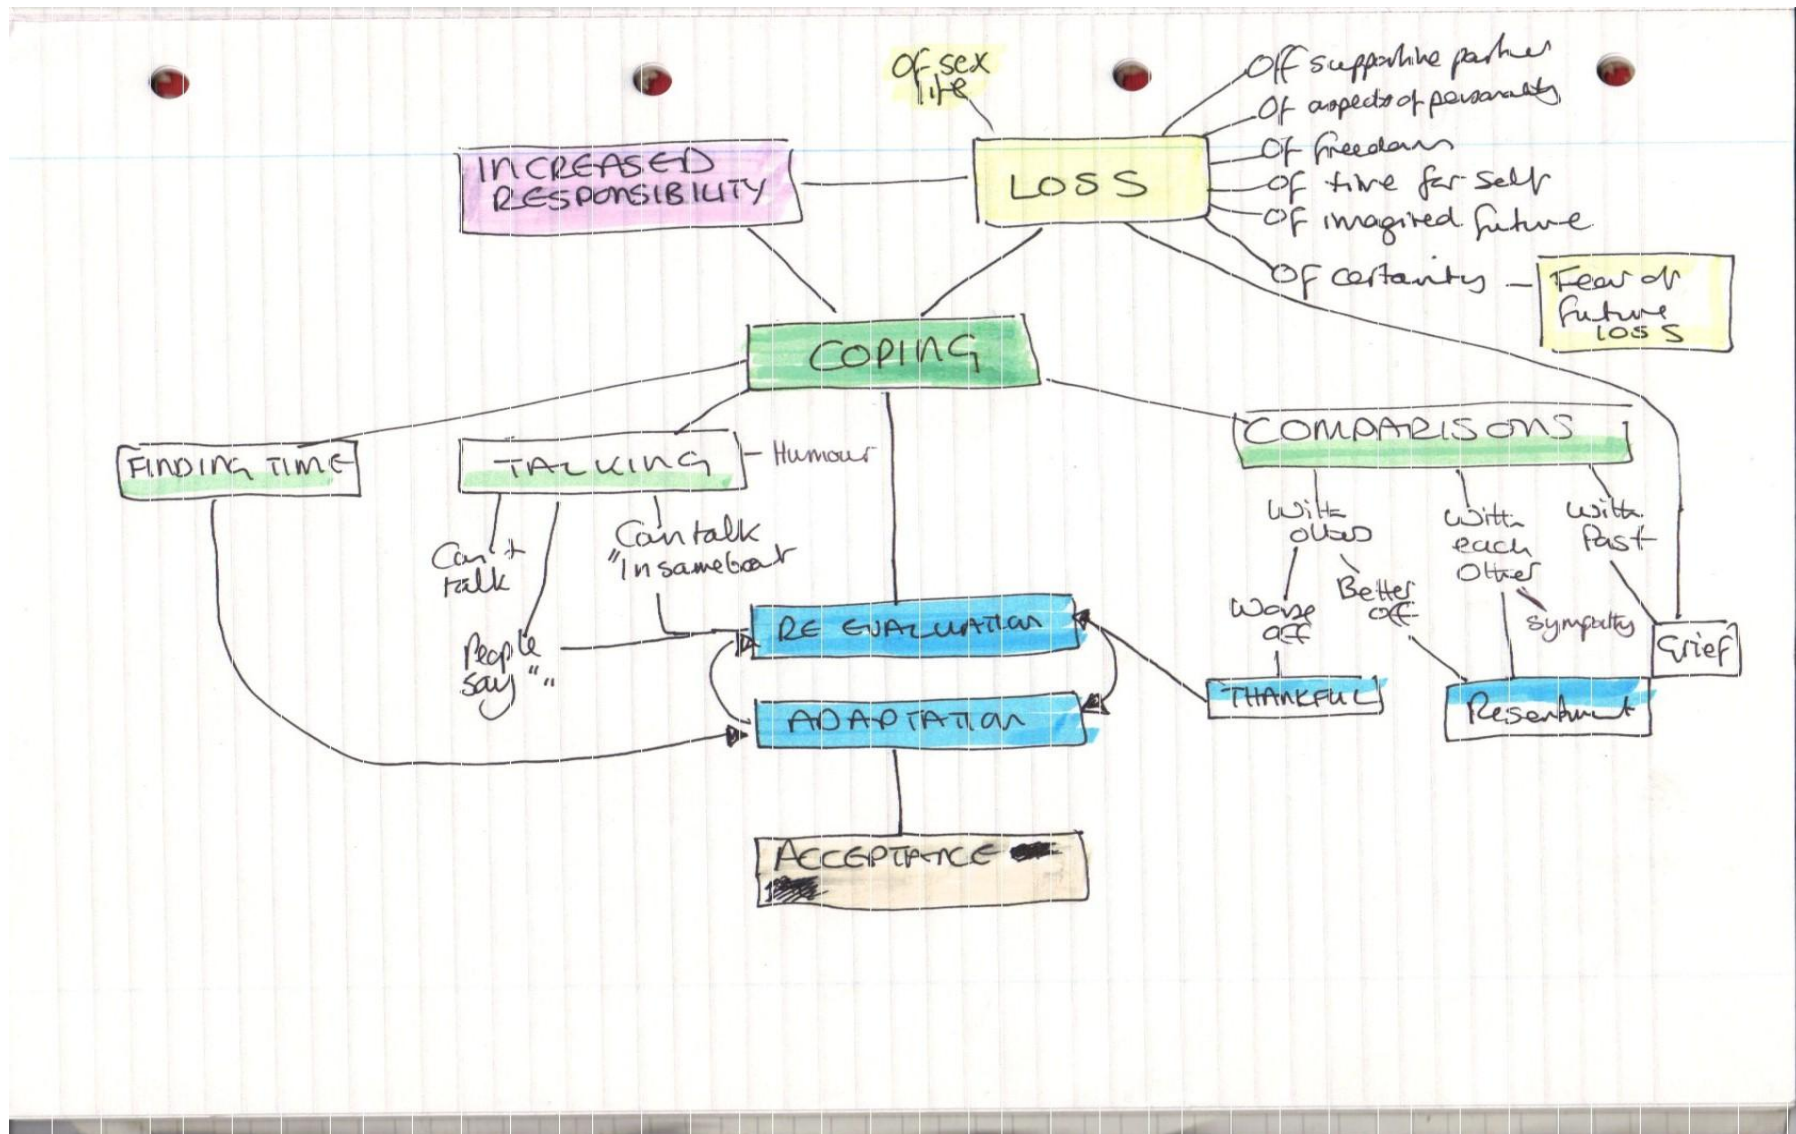 Of sex
life
Off supportive partner
Of aspects of personality
Of freedom
Of time for self
Of imagined future
Of certainity
Fear of
future
LOSS
INCREASED
RESPONSIBILITY
LOSS
COPING
FINDING TIME
TALKING
Humour
COMPARISONS
Can't
talk
Can talk
"In same boat
People
say " "
With
others
With
each
other
With
Past
Worse
off
Better
off
Sympathy
Grief
RE EVALUATION
ADAPTATION
THANKFUL
Resentment
ACCEPTANCE